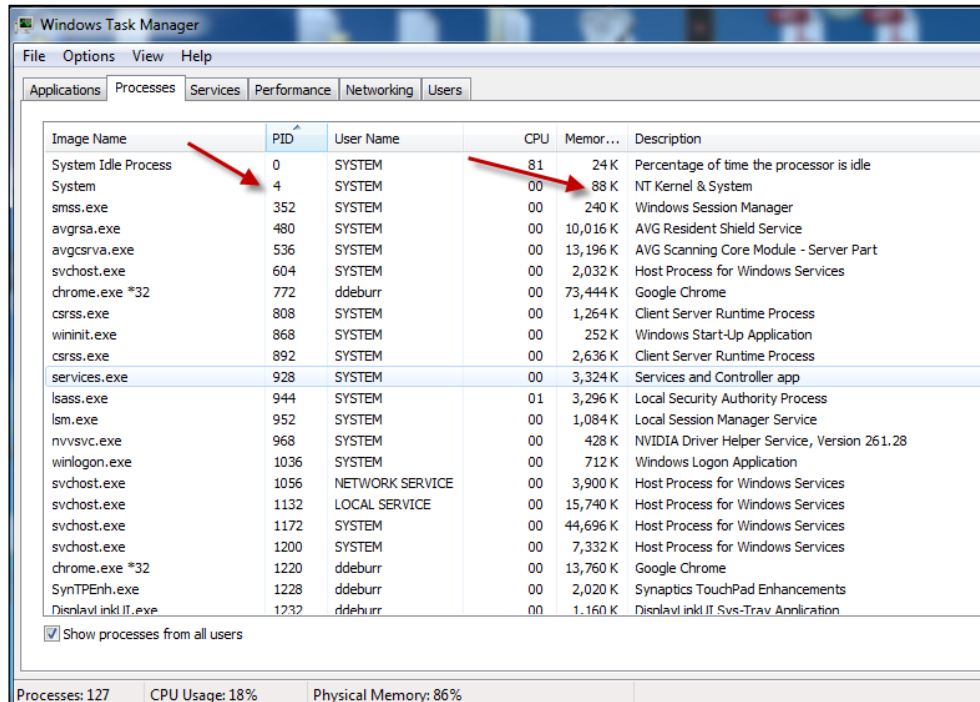 Windows Task Manager
File Options View Help
Applications Processes Services Performance Networking Users
Image Name PID User Name CPU Memor... Description
System Idle Process 0 SYSTEM 81 24 K Percentage of time the processor is idle
System 4 SYSTEM 00 88 K NT Kernel & System
smss.exe 352 SYSTEM 00 240 K Windows Session Manager
avgrsa.exe 480 SYSTEM 00 10,016 K AVG Resident Shield Service
avgcsrva.exe 536 SYSTEM 00 13,196 K AVG Scanning Core Module - Server Part
svchost.exe 604 SYSTEM 00 2,032 K Host Process for Windows Services
chrome.exe *32 772 ddeburr 00 73,444 K Google Chrome
csrss.exe 808 SYSTEM 00 1,264 K Client Server Runtime Process
wininit.exe 868 SYSTEM 00 252 K Windows Start-Up Application
csrss.exe 892 SYSTEM 00 2,636 K Client Server Runtime Process
services.exe 928 SYSTEM 00 3,324 K Services and Controller app
lsass.exe 944 SYSTEM 01 3,296 K Local Security Authority Process
lsm.exe 952 SYSTEM 00 1,084 K Local Session Manager Service
nvvsvc.exe 968 SYSTEM 00 428 K NVIDIA Driver Helper Service, Version 261.28
winlogon.exe 1036 SYSTEM 00 712 K Windows Logon Application
svchost.exe 1056 NETWORK SERVICE 00 3,900 K Host Process for Windows Services
svchost.exe 1132 LOCAL SERVICE 00 15,740 K Host Process for Windows Services
svchost.exe 1172 SYSTEM 00 44,696 K Host Process for Windows Services
svchost.exe 1200 SYSTEM 00 7,332 K Host Process for Windows Services
chrome.exe *32 1220 ddeburr 00 13,760 K Google Chrome
SynTPEnh.exe 1228 ddeburr 00 2,020 K Synaptics TouchPad Enhancements
DisplayLinkUI.exe 1232 ddeburr 00 1,160 K DisplayLinkUI Sys-Tray Application
Show processes from all users
Processes: 127 CPU Usage: 18% Physical Memory: 86%